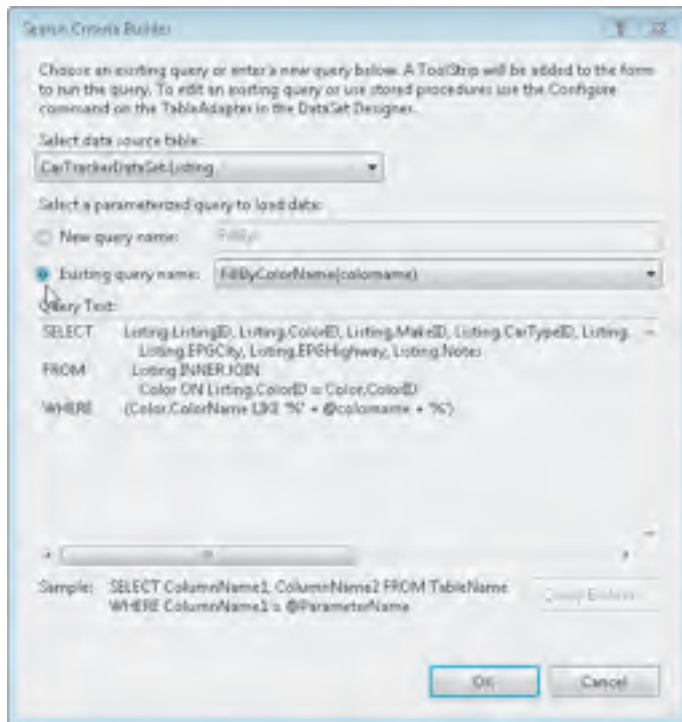 Search Criteria Builder
Choose an existing query or enter a new query below. A ToolStrip will be added to the form
to run the query. To edit an existing query or use stored procedures use the Configure
command on the TableAdapter in the DataSet Designer.
Select data source table:
CarTrackerDataSet.Listing
Select a parameterized query to load data:
New query name: FillBy1
Existing query name: FillByColorName(colorname)
Query Text:
SELECT Listing.ListingID, Listing.ColorID, Listing.MakeID, Listing.CarTypeID, Listing.
Listing.EPGCity, Listing.EPGHighway, Listing.Notes
FROM Listing INNER JOIN
Color ON Listing.ColorID = Color.ColorID
WHERE (Color.ColorName LIKE '%' + @colorname + '%')
Sample: SELECT ColumnName1, ColumnName2 FROM TableName
WHERE ColumnName1 = @ParameterName
Query Builder...
OK Cancel